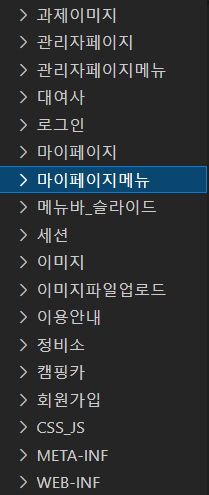 과제이미지
관리자페이지
관리자페이지메뉴
대여사
로그인
마이페이지
마이페이지메뉴
메뉴바_슬라이드
세션
이미지
이미지파일업로드
이용안내
정비소
캠핑카
회원가입
CSS_JS
META-INF
WEB-INF